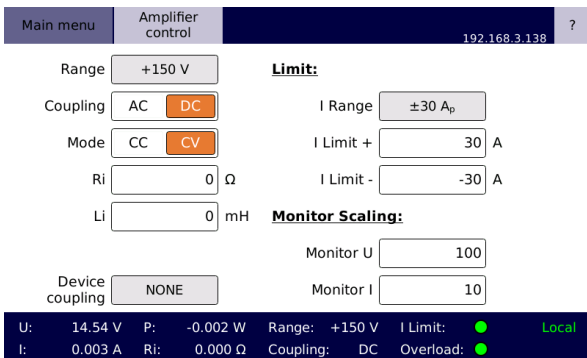 Main menu Amplifier control 192.168.3.138 ?
Range +150 V Limit:
Coupling AC DC I Range ±30 Aₚ
Mode CC CV I Limit + 30 A
Ri 0 Ω I Limit - -30 A
Li 0 mH Monitor Scaling:
Monitor U 100
Device coupling NONE Monitor I 10
U: 14.54 V P: -0.002 W Range: +150 V I Limit: Local
I: 0.003 A Ri: 0.000 Ω Coupling: DC Overload: